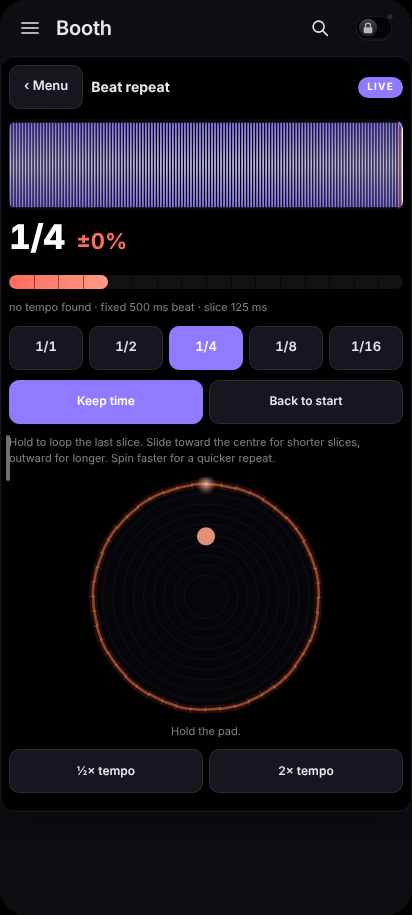 Booth
‹ Menu
Beat repeat
LIVE
1/4 ±0%
no tempo found · fixed 500 ms beat · slice 125 ms
1/1
1/2
1/4
1/8
1/16
Keep time
Back to start
Hold to loop the last slice. Slide toward the centre for shorter slices,
outward for longer. Spin faster for a quicker repeat.
Hold the pad.
½× tempo
2× tempo